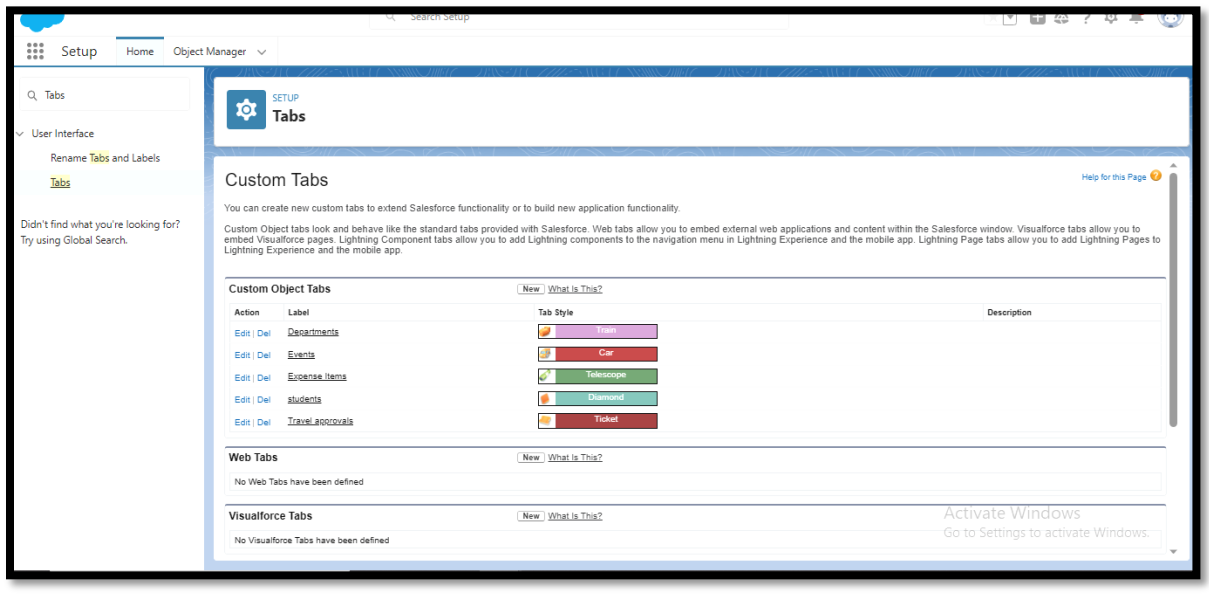 Search Setup
Setup
Home
Object Manager
Tabs
User Interface
Rename Tabs and Labels
Tabs
Didn't find what you're looking for?
Try using Global Search.
SETUP
Tabs
Custom Tabs
Help for this Page
You can create new custom tabs to extend Salesforce functionality or to build new application functionality.
Custom Object tabs look and behave like the standard tabs provided with Salesforce. Web tabs allow you to embed external web applications and content within the Salesforce window. Visualforce tabs allow you to
embed Visualforce pages. Lightning Component tabs allow you to add Lightning components to the navigation menu in Lightning Experience and the mobile app. Lightning Page tabs allow you to add Lightning Pages to
Lightning Experience and the mobile app.
Custom Object Tabs New What Is This?
Action Label Tab Style Description
Edit | Del Departments Train
Edit | Del Events Car
Edit | Del Expense Items Telescope
Edit | Del students Diamond
Edit | Del Travel approvals Ticket
Web Tabs New What Is This?
No Web Tabs have been defined
Visualforce Tabs New What Is This?
No Visualforce Tabs have been defined
Activate Windows
Go to Settings to activate Windows.